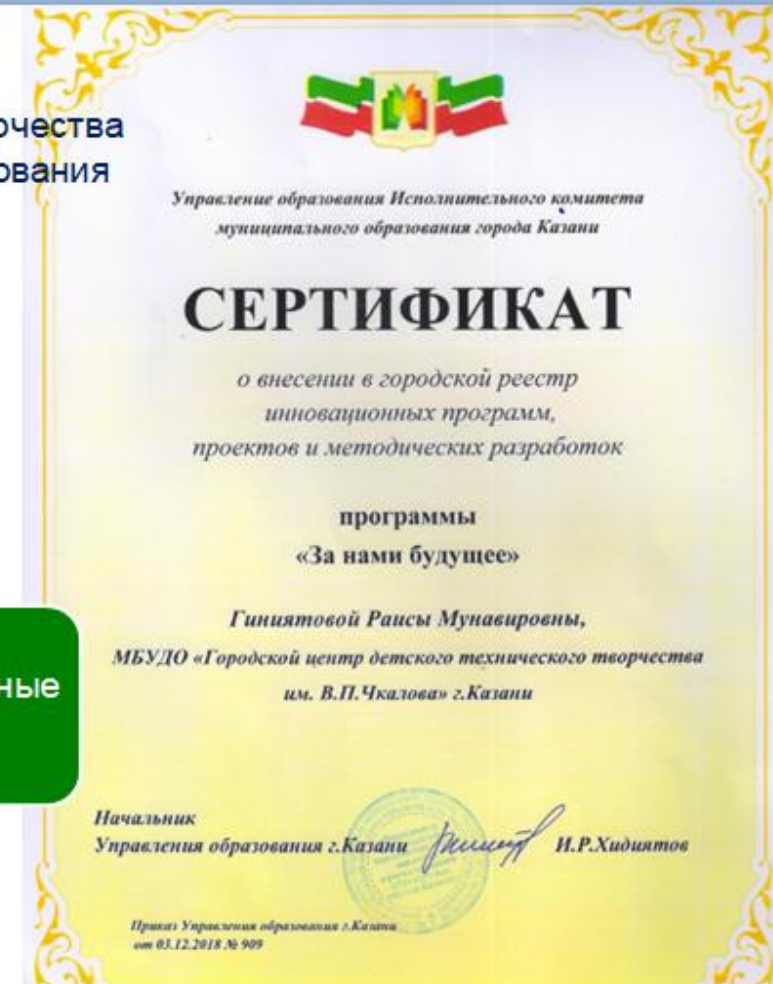 рчества
ования
Управление образования Исполнительного комитета
муниципального образования города Казани
СЕРТИФИКАТ
о внесении в городской реестр
инновационных программ,
проектов и методических разработок
программы
«За нами будущее»
Гиниятовой Раисы Мунавировны,
МБУДО «Городской центр детского технического творчества
им. В.П.Чкалова» г.Казани
ные
Начальник
Управления образования г.Казани И.Р.Хидиятов
Приказ Управления образования г.Казани
от 03.12.2018 № 909